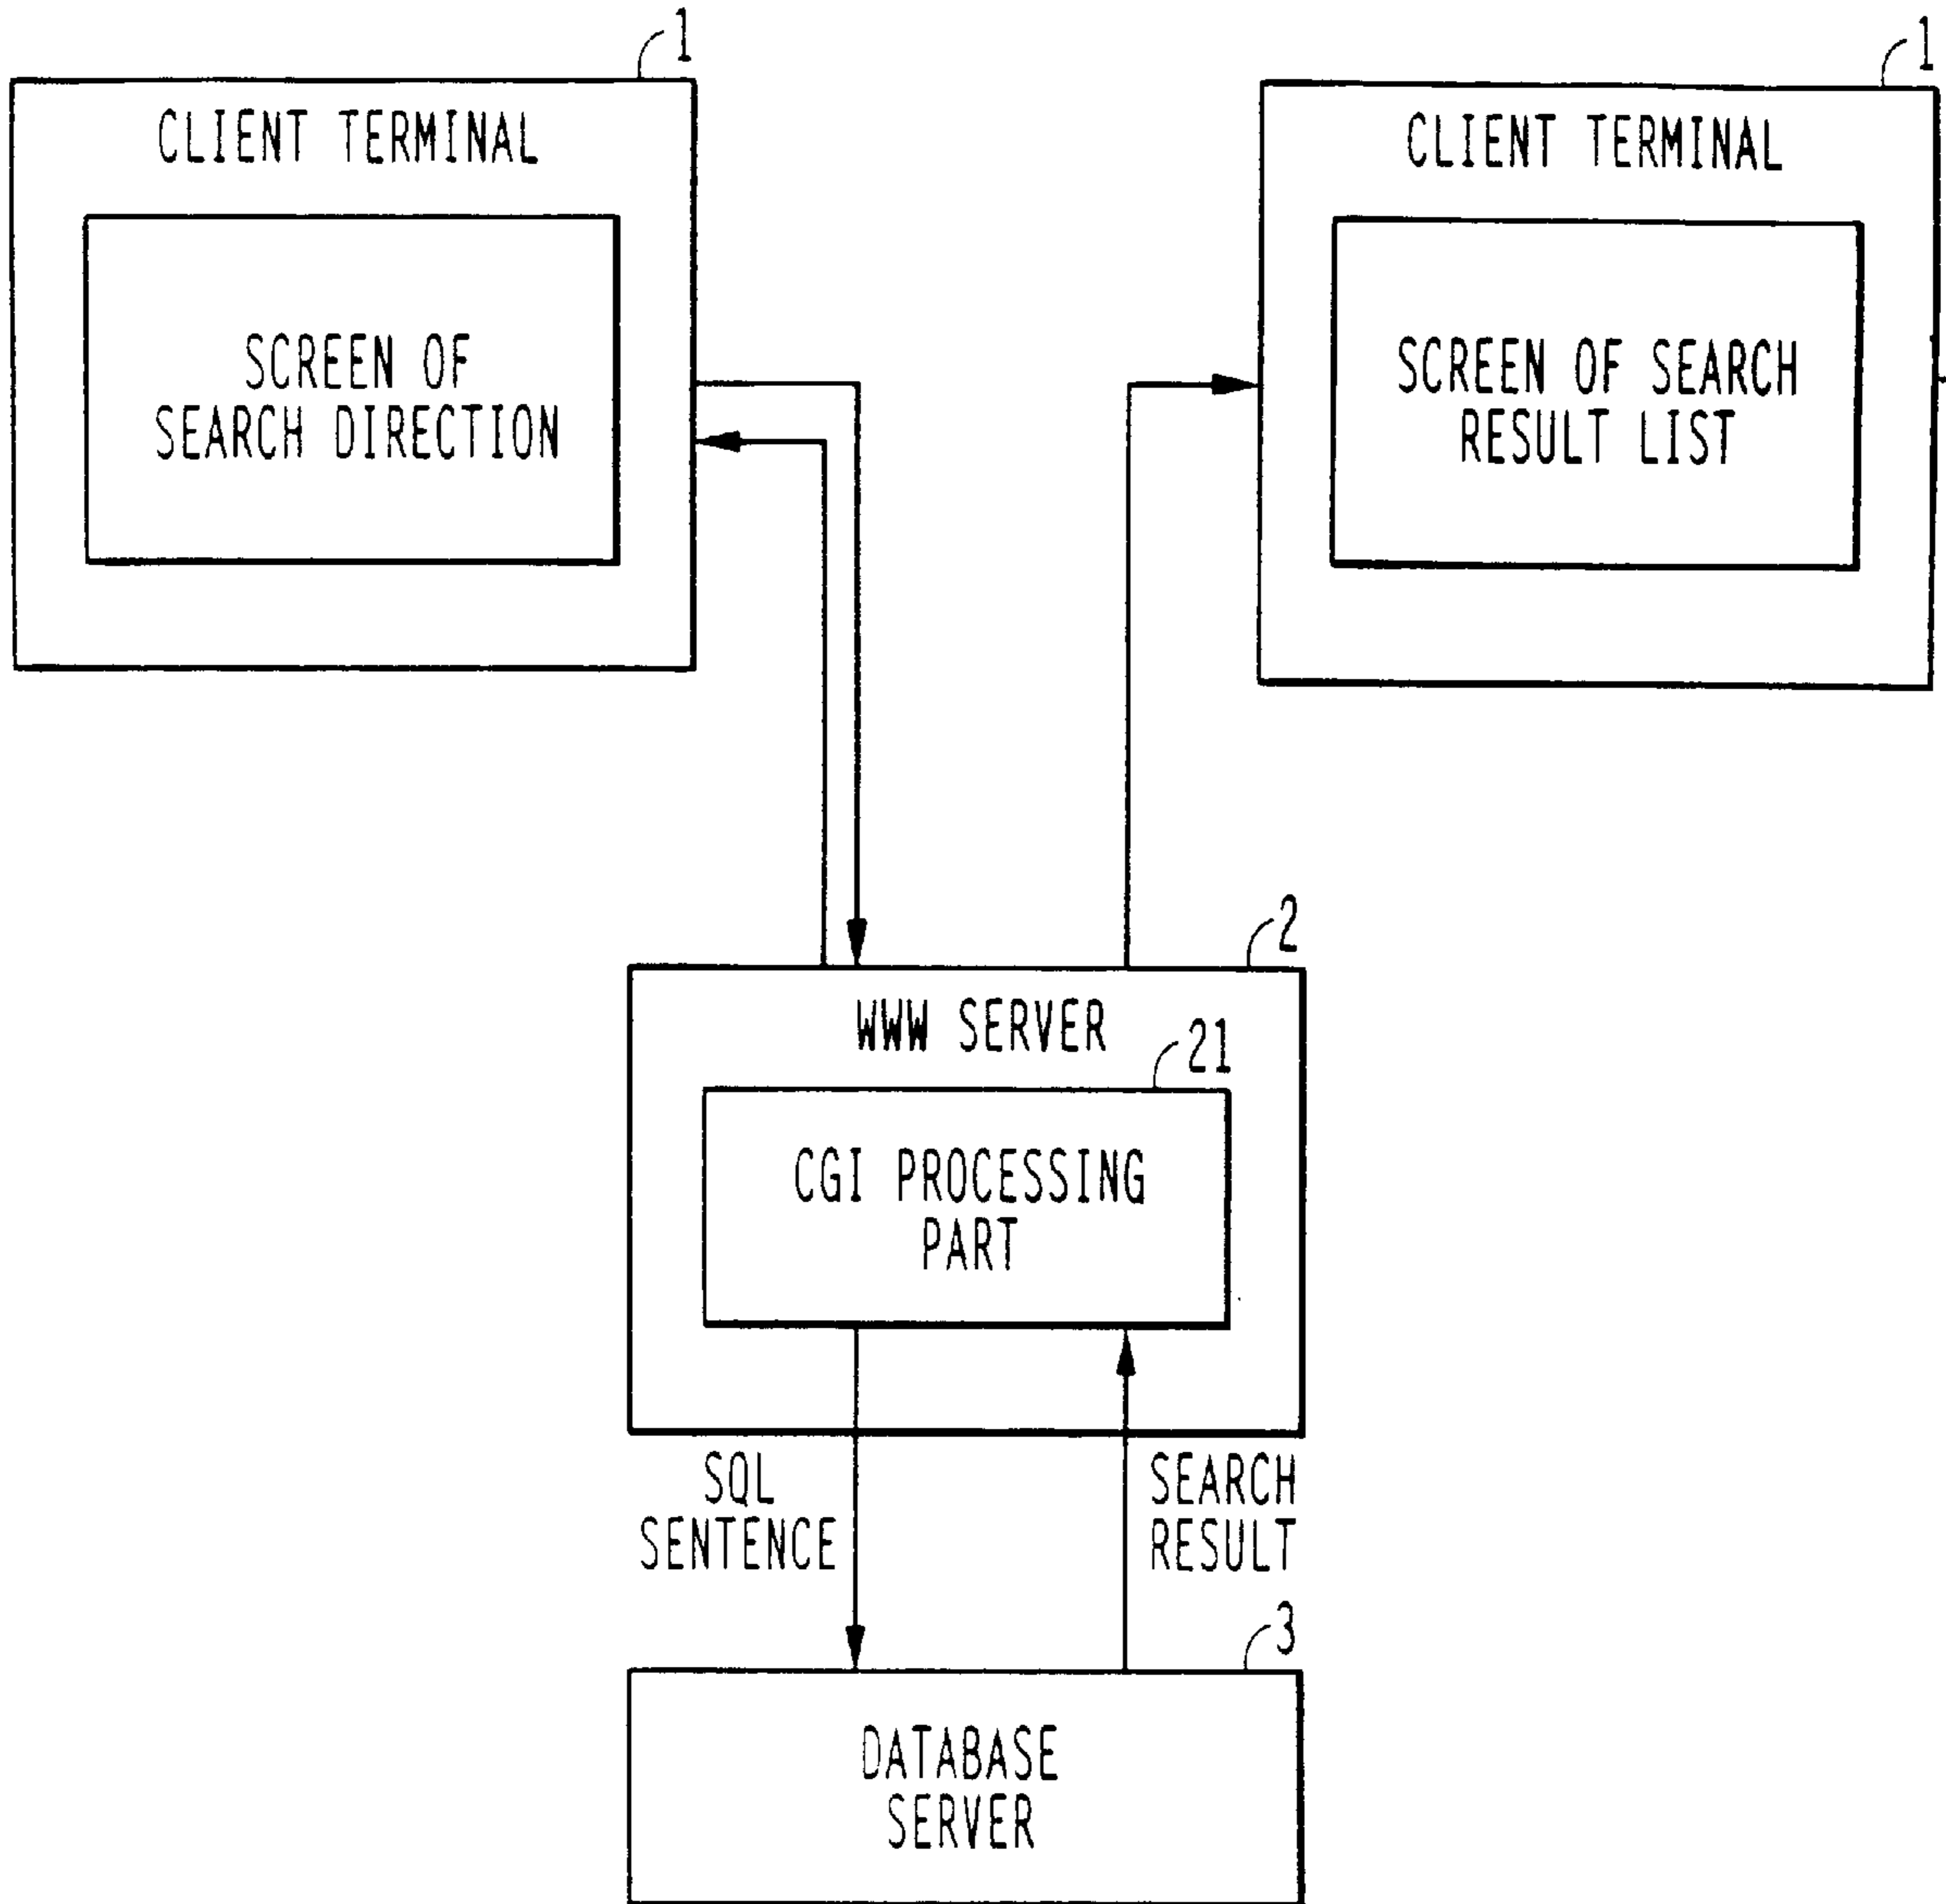 1
CLIENT TERMINAL
SCREEN OF
SEARCH DIRECTION
1
CLIENT TERMINAL
SCREEN OF SEARCH
RESULT LIST
2
WWW SERVER
21
CGI PROCESSING
PART
SQL
SENTENCE
SEARCH
RESULT
3
DATABASE
SERVER